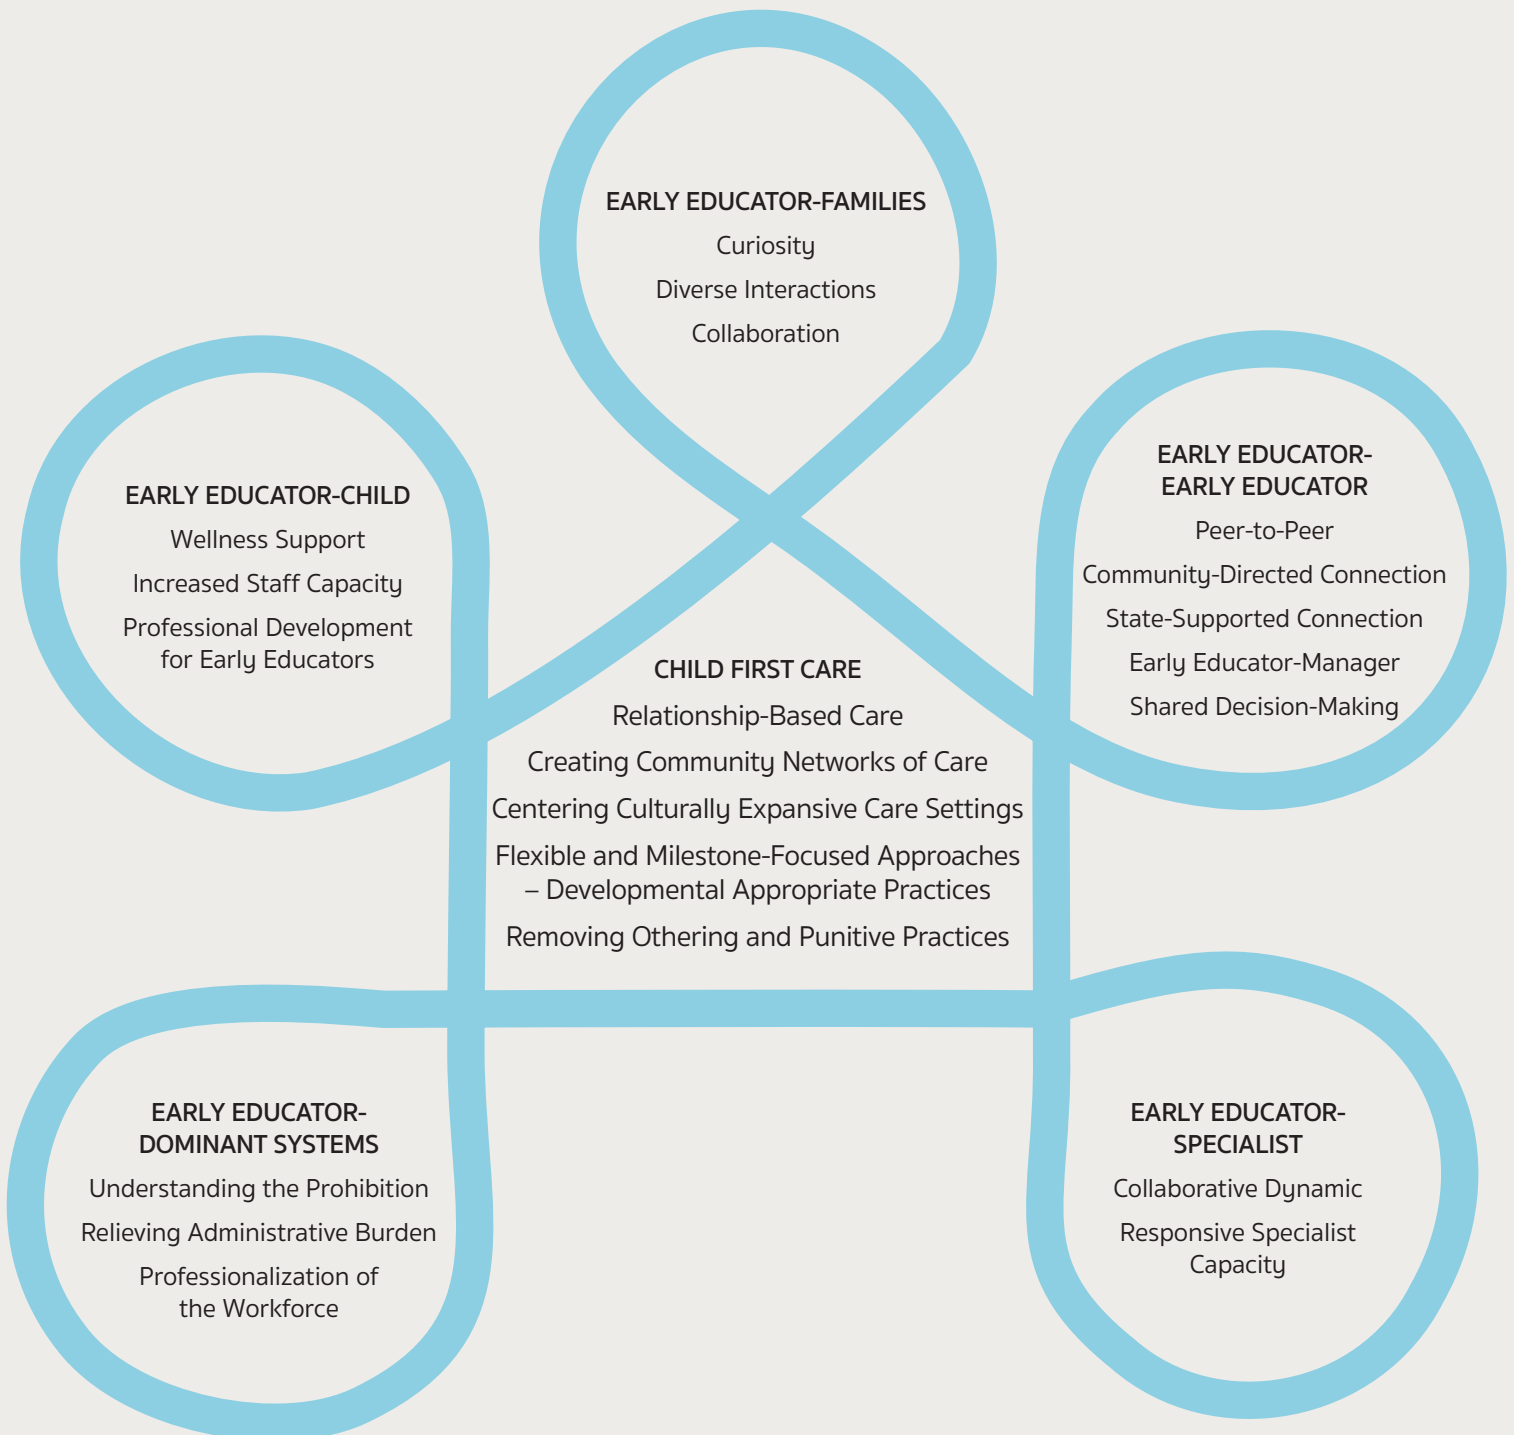 EARLY EDUCATOR-FAMILIES
Curiosity
Diverse Interactions
Collaboration
EARLY EDUCATOR-CHILD
Wellness Support
Increased Staff Capacity
Professional Development
for Early Educators
EARLY EDUCATOR-
EARLY EDUCATOR
Peer-to-Peer
Community-Directed Connection
State-Supported Connection
Early Educator-Manager
Shared Decision-Making
CHILD FIRST CARE
Relationship-Based Care
Creating Community Networks of Care
Centering Culturally Expansive Care Settings
Flexible and Milestone-Focused Approaches
– Developmental Appropriate Practices
Removing Othering and Punitive Practices
EARLY EDUCATOR-
DOMINANT SYSTEMS
Understanding the Prohibition
Relieving Administrative Burden
Professionalization of
the Workforce
EARLY EDUCATOR-
SPECIALIST
Collaborative Dynamic
Responsive Specialist
Capacity